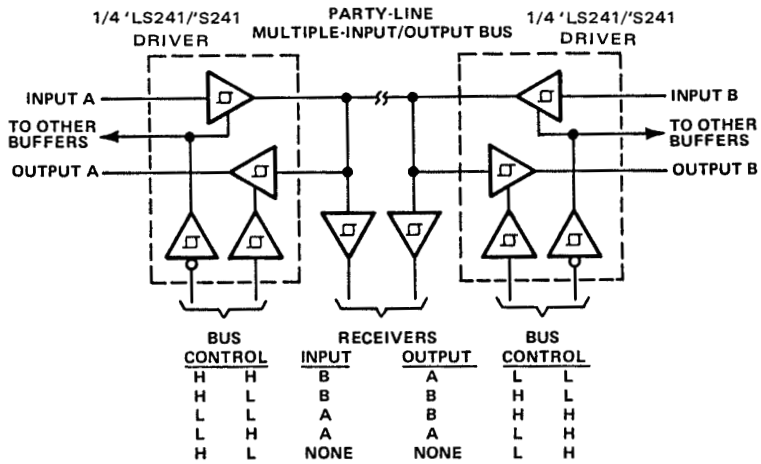 1/4 'LS241/'S241
DRIVER
PARTY-LINE
MULTIPLE-INPUT/OUTPUT BUS
1/4 'LS241/'S241
DRIVER
INPUT A
INPUT B
TO OTHER
BUFFERS
TO OTHER
BUFFERS
OUTPUT A
OUTPUT B
BUS RECEIVERS BUS
CONTROL INPUT OUTPUT CONTROL
H H B A L L
H L B B H L
L L A B H H
L H A A L H
H L NONE NONE L H